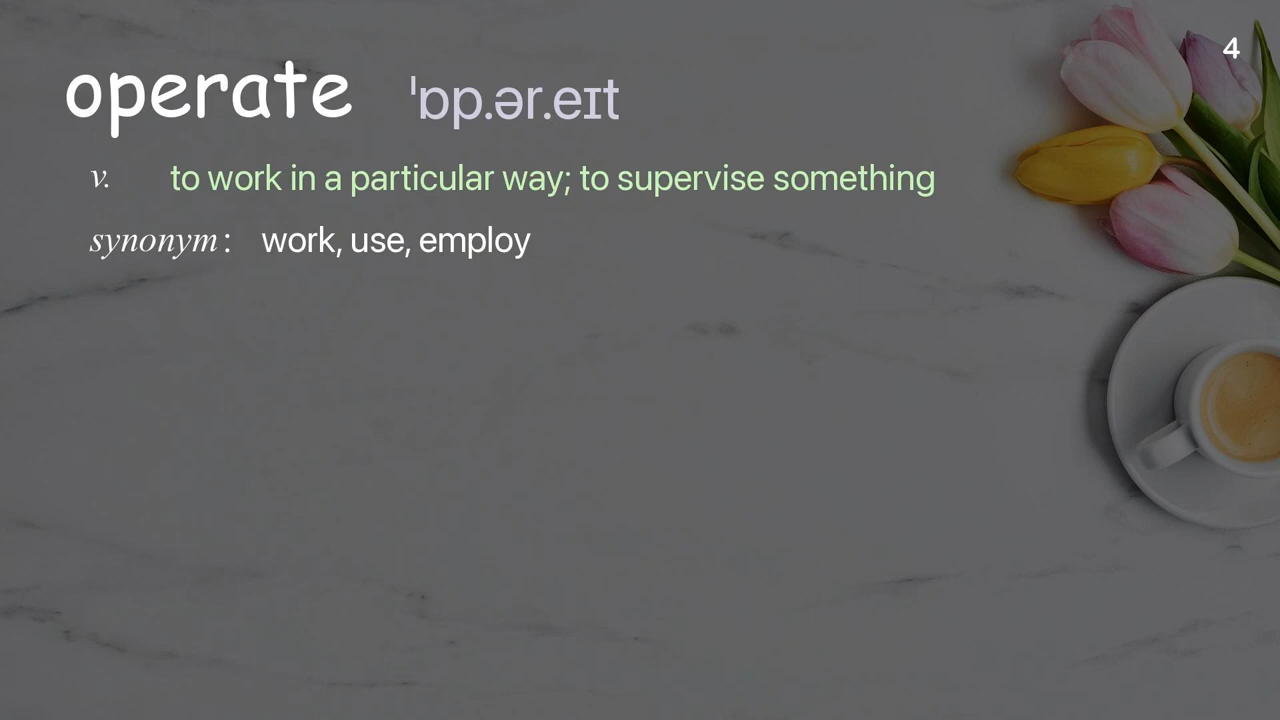 4
operate ˈɒp.ər.eɪt
v. to work in a particular way; to supervise something
synonym: work, use, employ